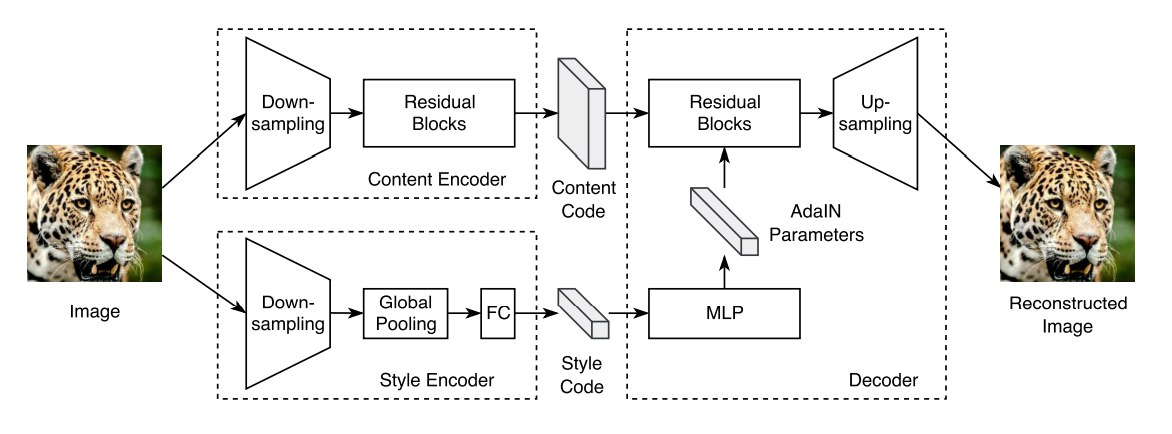 Down-
sampling
Residual
Blocks
Content Encoder
Content
Code
Residual
Blocks
Up-
sampling
AdaIN
Parameters
Image
Down-
sampling
Global
Pooling
FC
Style Encoder
Style
Code
MLP
Decoder
Reconstructed
Image